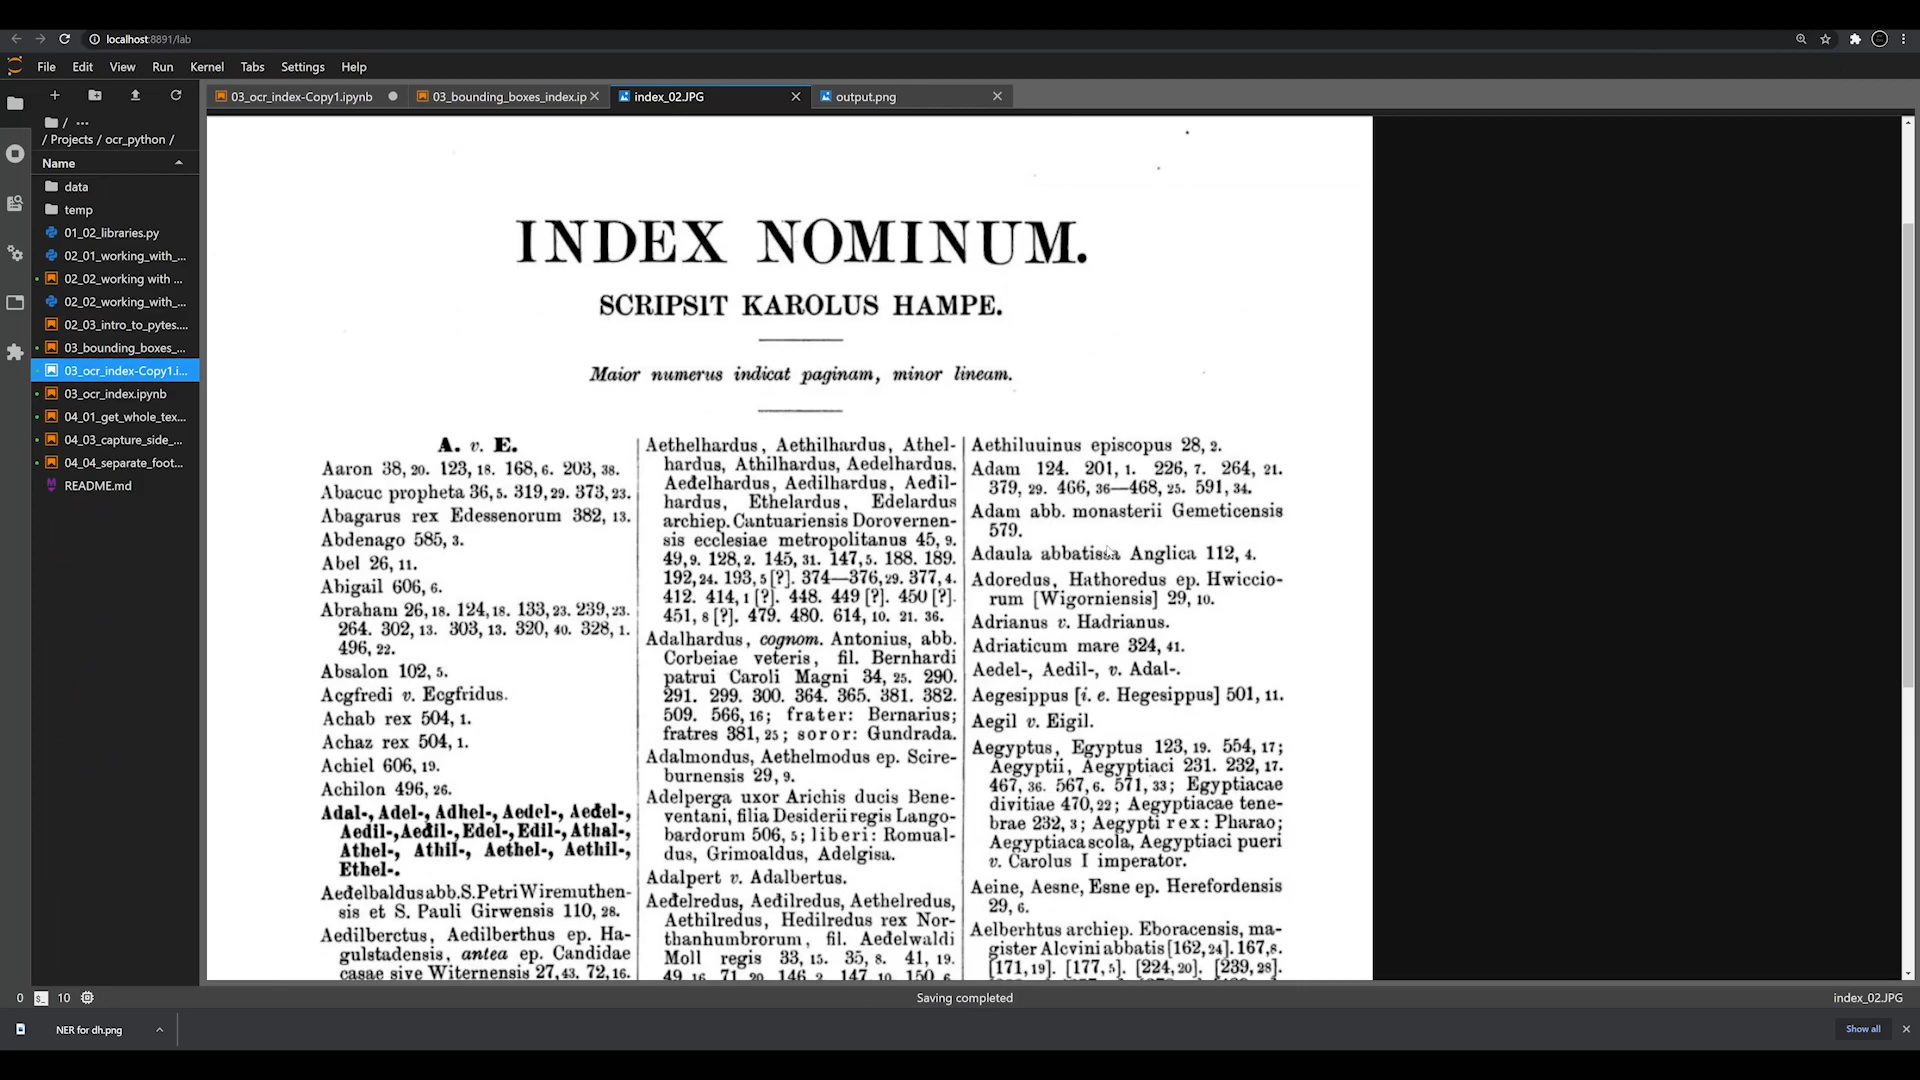 localhost:8891/lab
File Edit View Run Kernel Tabs Settings Help
03_ocr_index-Copy1.ipynb
03_bounding_boxes_index.ip
index_02.JPG
output.png
/ ...
/ Projects / ocr_python /
Name
data
temp
01_02_libraries.py
02_01_working_with_...
02_02_working with ...
02_02_working_with_...
02_03_intro_to_pytes....
03_bounding_boxes_...
03_ocr_index-Copy1.i...
03_ocr_index.ipynb
04_01_get_whole_tex...
04_03_capture_side_...
04_04_separate_foot...
README.md
INDEX NOMINUM.
SCRIPSIT KAROLUS HAMPE.
Maior numerus indicat paginam, minor lineam.
A. v. E.
Aaron 38, 20. 123, 18. 168, 6. 203, 38.
Abacuc propheta 36, 5. 319, 29. 373, 23.
Abagarus rex Edessenorum 382, 13.
Abdenago 585, 3.
Abel 26, 11.
Abigail 606, 6.
Abraham 26, 18. 124, 18. 133, 23. 239, 23.
264. 302, 13. 303, 13. 320, 40. 328, 1.
496, 22.
Absalon 102, 5.
Acgfredi v. Ecgfridus.
Achab rex 504, 1.
Achaz rex 504, 1.
Achiel 606, 19.
Achilon 496, 26.
Adal-, Adel-, Adhel-, Aedel-, Aeđel-,
Aedil-, Aeđil-, Edel-, Edil-, Athal-,
Athel-, Athil-, Aethel-, Aethil-,
Ethel-.
Aeđelbaldus abb. S. Petri Wiremuthen-
sis et S. Pauli Girwensis 110, 28.
Aedilberctus, Aedilberthus ep. Ha-
gulstadensis, antea ep. Candidae
casae sive Witernensis 27, 43. 72, 16.
Aethelhardus, Aethilhardus, Athel-
hardus, Athilhardus, Aedelhardus,
Aeđelhardus, Aedilhardus, Aeđil-
hardus, Ethelardus, Edelardus
archiep. Cantuariensis Dorovernen-
sis ecclesiae metropolitanus 45, 9.
49, 9. 128, 2. 145, 31. 147, 5. 188. 189.
192, 24. 193, 5 [?]. 374—376, 29. 377, 4.
412. 414, 1 [?]. 448. 449 [?]. 450 [?].
451, 8 [?]. 479. 480. 614, 10. 21. 36.
Adalhardus, cognom. Antonius, abb.
Corbeiae veteris, fil. Bernhardi
patrui Caroli Magni 34, 25. 290.
291. 299. 300. 364. 365. 381. 382.
509. 566, 16; frater: Bernarius;
fratres 381, 25; soror: Gundrada.
Adalmondus, Aethelmodus ep. Scire-
burnensis 29, 9.
Adelperga uxor Arichis ducis Bene-
ventani, filia Desiderii regis Lango-
bardorum 506, 5; liberi: Romual-
dus, Grimoaldus, Adelgisa.
Adalpert v. Adalbertus.
Aeđelredus, Aeđilredus, Aethelredus,
Aethilredus, Hedilredus rex Nor-
thanhumbrorum, fil. Aeđelwaldi
Moll regis 33, 15. 35, 8. 41, 19.
49, 16. 71, 20. 146, 2. 147, 10. 150, 6.
Aethiluuinus episcopus 28, 2.
Adam 124. 201, 1. 226, 7. 264, 21.
379, 29. 466, 36—468, 25. 591, 34.
Adam abb. monasterii Gemeticensis
579.
Adaula abbatissa Anglica 112, 4.
Adoredus, Hathoredus ep. Hwiccio-
rum [Wigorniensis] 29, 10.
Adrianus v. Hadrianus.
Adriaticum mare 324, 41.
Aedel-, Aedil-, v. Adal-.
Aegesippus [i. e. Hegesippus] 501, 11.
Aegil v. Eigil.
Aegyptus, Egyptus 123, 19. 554, 17;
Aegyptii, Aegyptiaci 231. 232, 17.
467, 36. 567, 6. 571, 33; Egyptiacae
divitiae 470, 22; Aegyptiacae tene-
brae 232, 3; Aegypti rex: Pharao;
Aegyptiaca scola, Aegyptiaci pueri
v. Carolus I imperator.
Aeine, Aesne, Esne ep. Herefordensis
29, 6.
Aelberhtus archiep. Eboracensis, ma-
gister Alcvini abbatis [162, 24]. 167, 8.
[171, 19]. [177, 5]. [224, 20]. [239, 28].
0 10
Saving completed
index_02.JPG
NER for dh.png
Show all